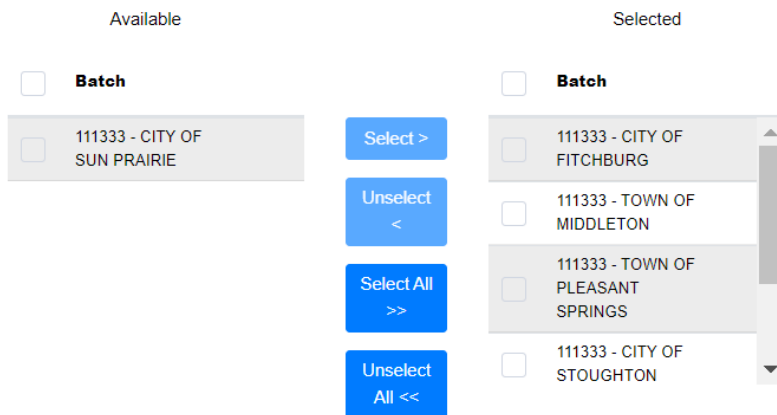 Available
Batch
111333 - CITY OF
SUN PRAIRIE
Select >
Unselect
<
Select All
>>
Unselect
All <<
Selected
Batch
111333 - CITY OF
FITCHBURG
111333 - TOWN OF
MIDDLETON
111333 - TOWN OF
PLEASANT
SPRINGS
111333 - CITY OF
STOUGHTON